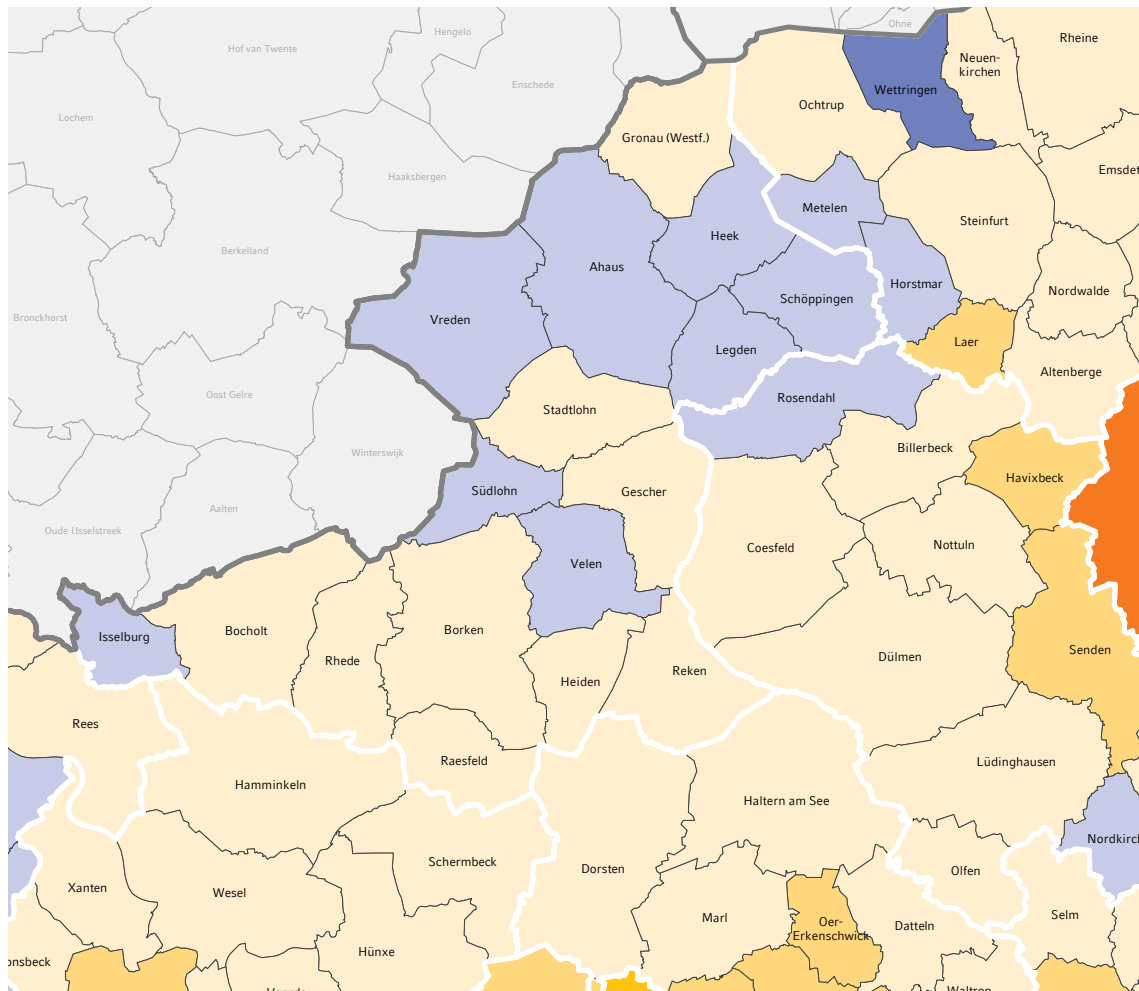 Ohne
Hengelo
Rheine
Hof van Twente
Neuen-
kirchen
Enschede
Wettringen
Ochtrup
Lochem
Gronau (Westf.)
Emsdet
Haaksbergen
Metelen
Steinfurt
Heek
Berkelland
Ahaus
Horstmar
Nordwalde
Schöppingen
Bronckhorst
Vreden
Laer
Legden
Altenberge
Oost Gelre
Rosendahl
Stadtlohn
Billerbeck
Winterswijk
Havixbeck
Südlohn
Gescher
Aalten
Oude IJsselstreek
Nottuln
Coesfeld
Velen
Isselburg
Bocholt
Borken
Senden
Rhede
Dülmen
Reken
Heiden
Rees
Raesfeld
Lüdinghausen
Hamminkeln
Haltern am See
Nordkirch
Schermbeck
Dorsten
Olfen
Xanten
Wesel
Selm
Marl
Oer-
Erkenschwick
Datteln
Hünxe
onsbeck
Waltrop